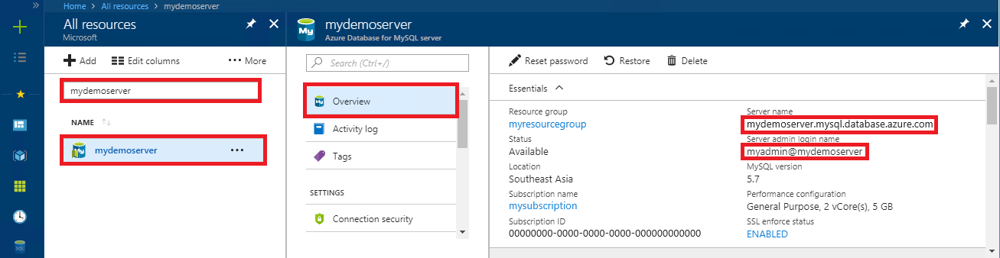 Home > All resources > mydemoserver
All resources
Microsoft
Add
Edit columns
More
mydemoserver
NAME
mydemoserver
My
mydemoserver
Azure Database for MySQL server
Search (Ctrl+/)
Overview
Activity log
Tags
SETTINGS
Connection security
Reset password
Restore
Delete
Essentials
Resource group
myresourcegroup
Status
Available
Location
Southeast Asia
Subscription name
mysubscription
Subscription ID
00000000-0000-0000-0000-000000000000
Server name
mydemoserver.mysql.database.azure.com
Server admin login name
myadmin@mydemoserver
MySQL version
5.7
Performance configuration
General Purpose, 2 vCore(s), 5 GB
SSL enforce status
ENABLED
SQL